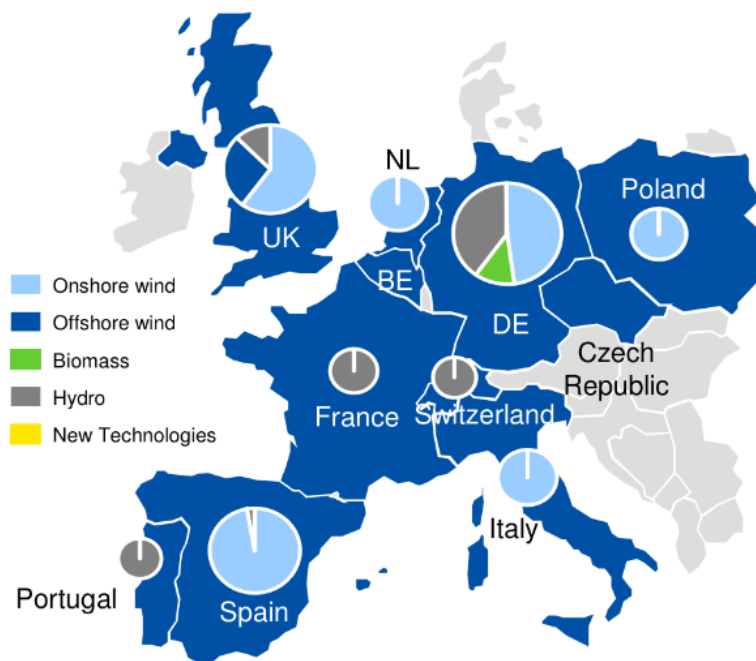 NL
Poland
UK
BE
DE
Onshore wind
Offshore wind
Biomass
Hydro
New Technologies
Czech
Republic
France
Switzerland
Italy
Portugal
Spain